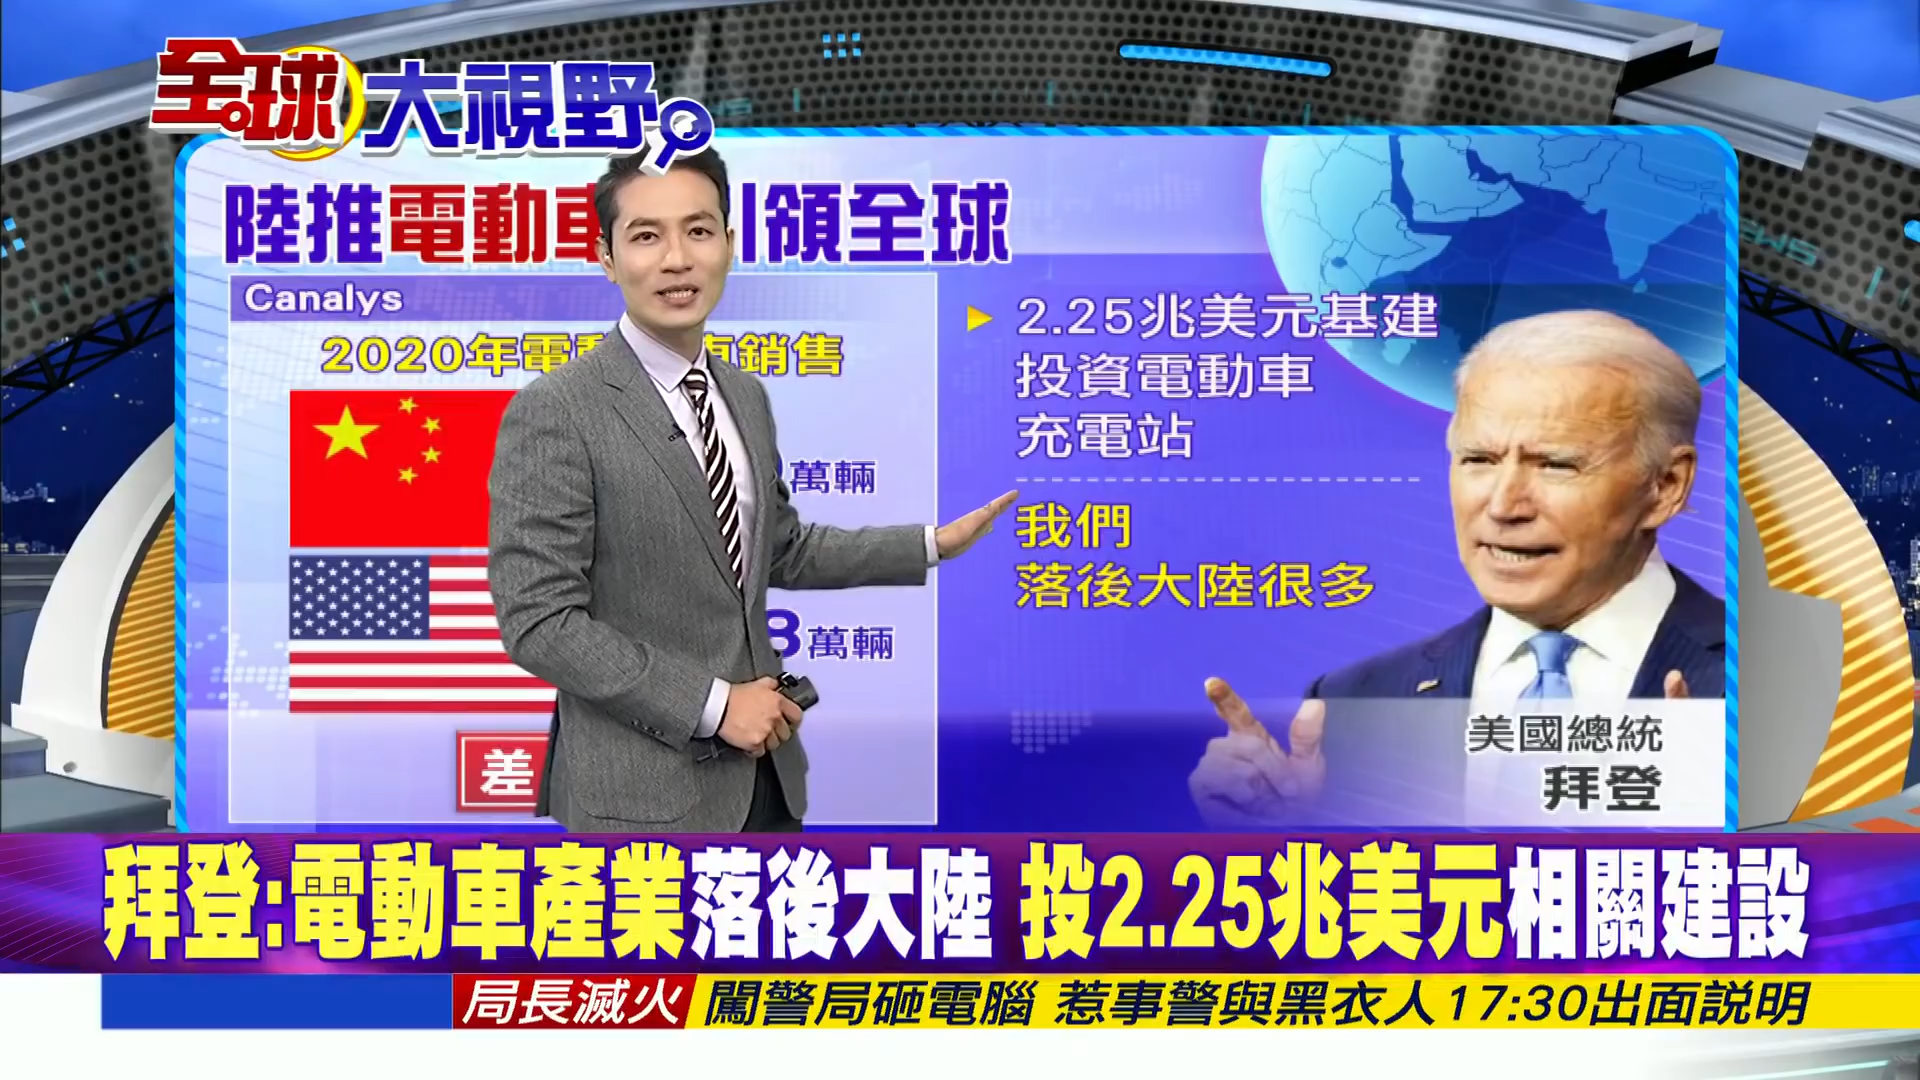 全球大視野
陸推電動車 引領全球
Canalys
2020年電動 車銷售
萬輛
8萬輛
差
2.25兆美元基建
投資電動車
充電站
我們
落後大陸很多
美國總統
拜登
拜登:電動車產業落後大陸 投2.25兆美元相關建設
局長滅火 闖警局砸電腦 惹事警與黑衣人17:30出面説明